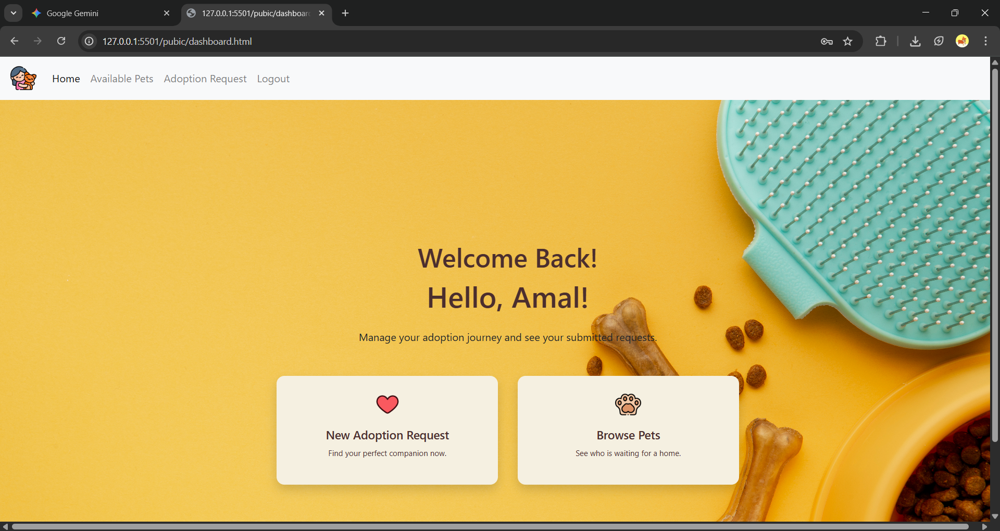 Google Gemini
127.0.0.1:5501/pubic/dashboar
127.0.0.1:5501/pubic/dashboard.html
Home Available Pets Adoption Request Logout
Welcome Back!
Hello, Amal!
Manage your adoption journey and see your submitted requests.
New Adoption Request
Find your perfect companion now.
Browse Pets
See who is waiting for a home.